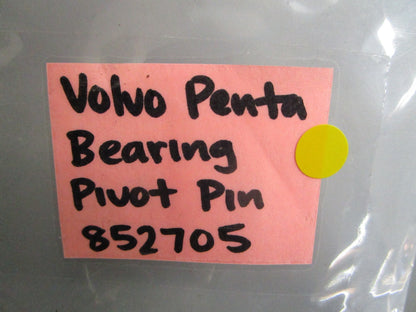 Volvo Penta
Bearing
Pivot Pin
852705